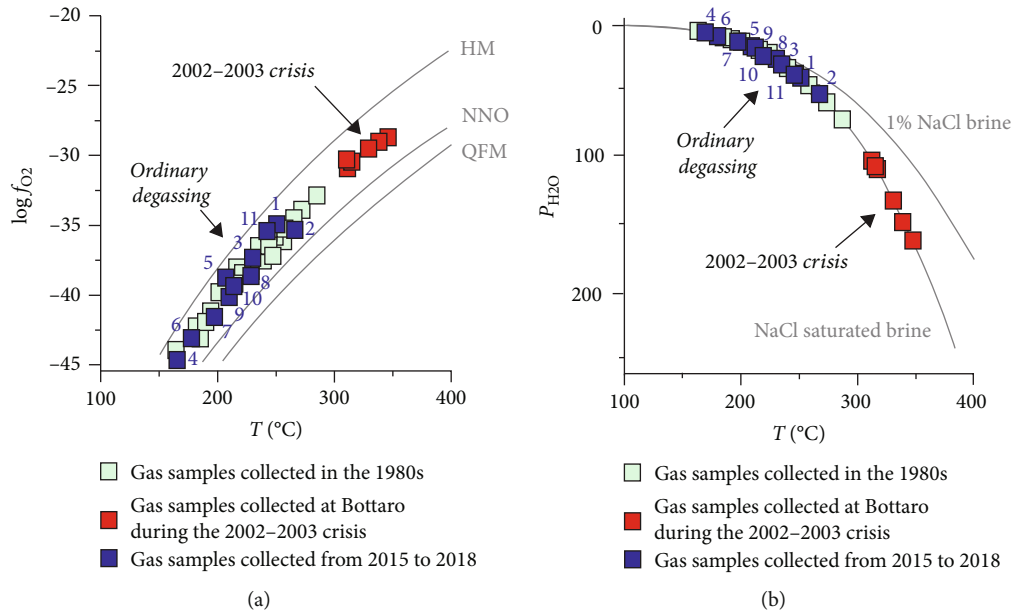 −20
−25
−30
−35
−40
−45
log fO2
HM
NNO
QFM
2002–2003 crisis
Ordinary
degassing
1
11
2
3
5
8
10
9
6
7
4
100
200
300
400
T (°C)
Gas samples collected in the 1980s
Gas samples collected at Bottaro
during the 2002–2003 crisis
Gas samples collected from 2015 to 2018
(a)
0
100
200
PH2O
4
6
5
9
8
3
1
2
7
10
11
Ordinary
degassing
1% NaCl brine
2002–2003 crisis
NaCl saturated brine
100
200
300
400
T (°C)
Gas samples collected in the 1980s
Gas samples collected at Bottaro
during the 2002–2003 crisis
Gas samples collected from 2015 to 2018
(b)